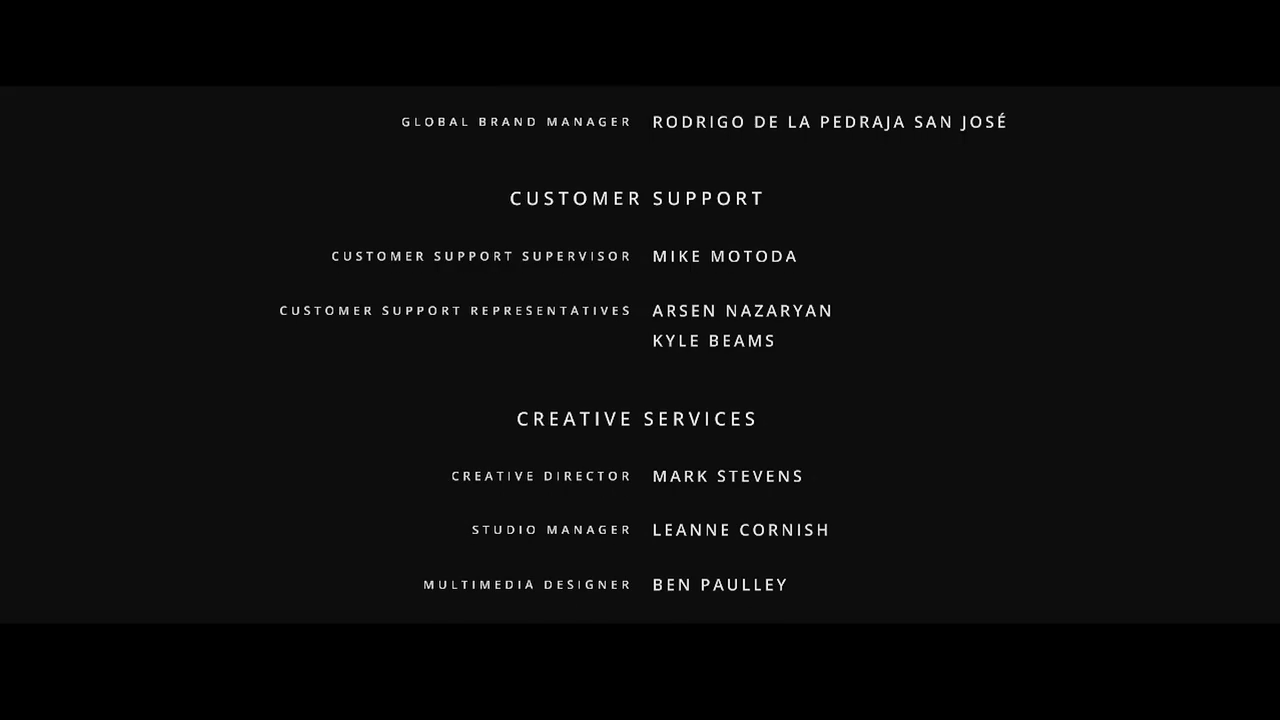 GLOBAL BRAND MANAGER RODRIGO DE LA PEDRAJA SAN JOSÉ
CUSTOMER SUPPORT
CUSTOMER SUPPORT SUPERVISOR MIKE MOTODA
CUSTOMER SUPPORT REPRESENTATIVES ARSEN NAZARYAN
KYLE BEAMS
CREATIVE SERVICES
CREATIVE DIRECTOR MARK STEVENS
STUDIO MANAGER LEANNE CORNISH
MULTIMEDIA DESIGNER BEN PAULLEY